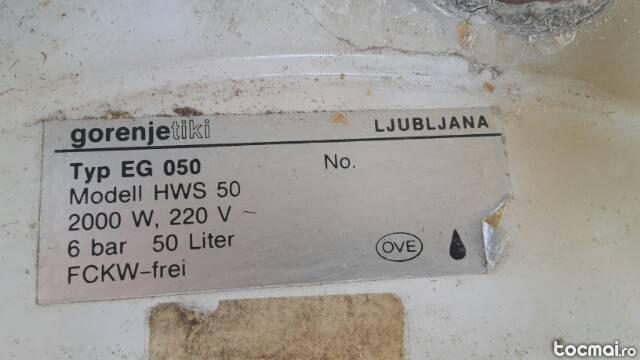 gorenjetiki LJUBLJANA
Typ EG 050 No.
Modell HWS 50
2000 W, 220 V ~
6 bar 50 Liter
FCKW-frei
OVE
tocmai.ro